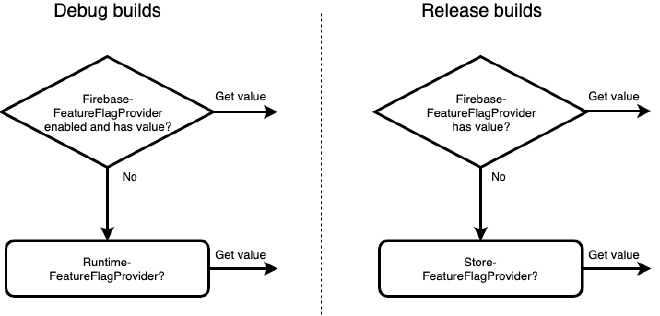 Debug builds
Release builds
Firebase-
FeatureFlagProvider
enabled and has value?
Get value
No
Runtime-
FeatureFlagProvider?
Get value
Firebase-
FeatureFlagProvider
has value?
Get value
No
Store-
FeatureFlagProvider?
Get value